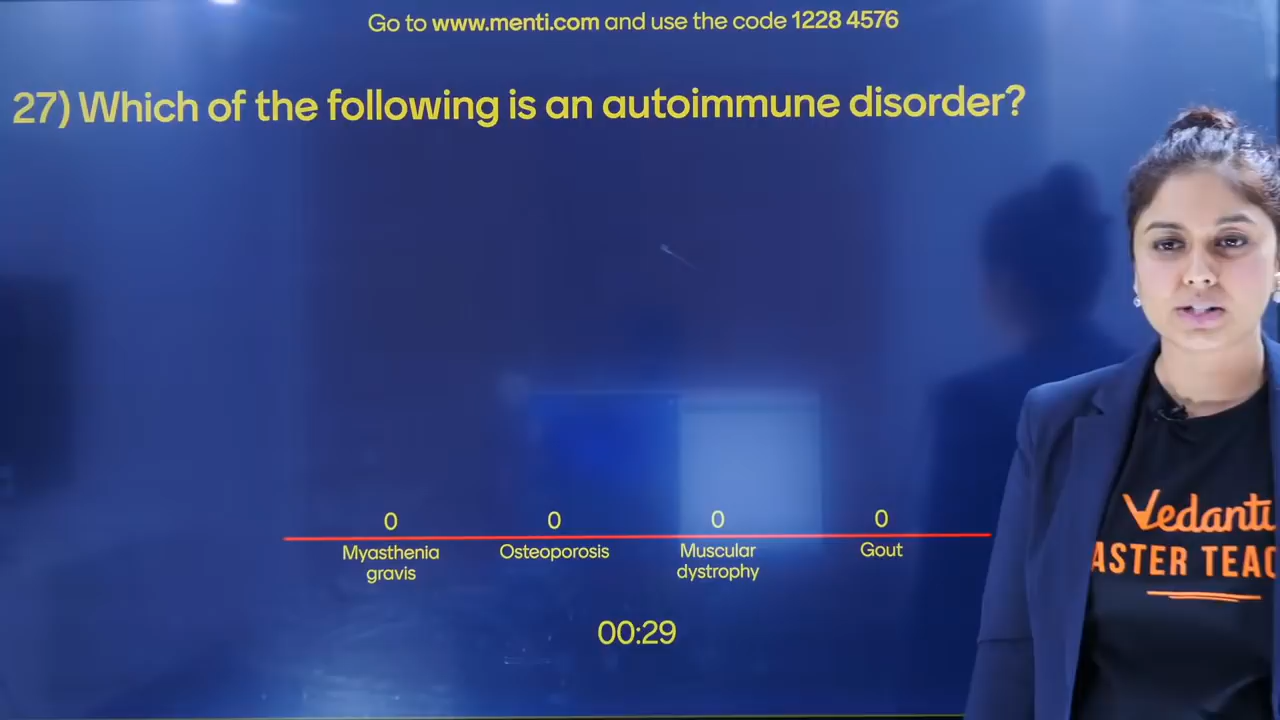 Go to www.menti.com and use the code 1228 4576
27) Which of the following is an autoimmune disorder?
0
0
0
0
Myasthenia gravis
Osteoporosis
Muscular dystrophy
Gout
00:29
Vedantu
ASTER TEAC